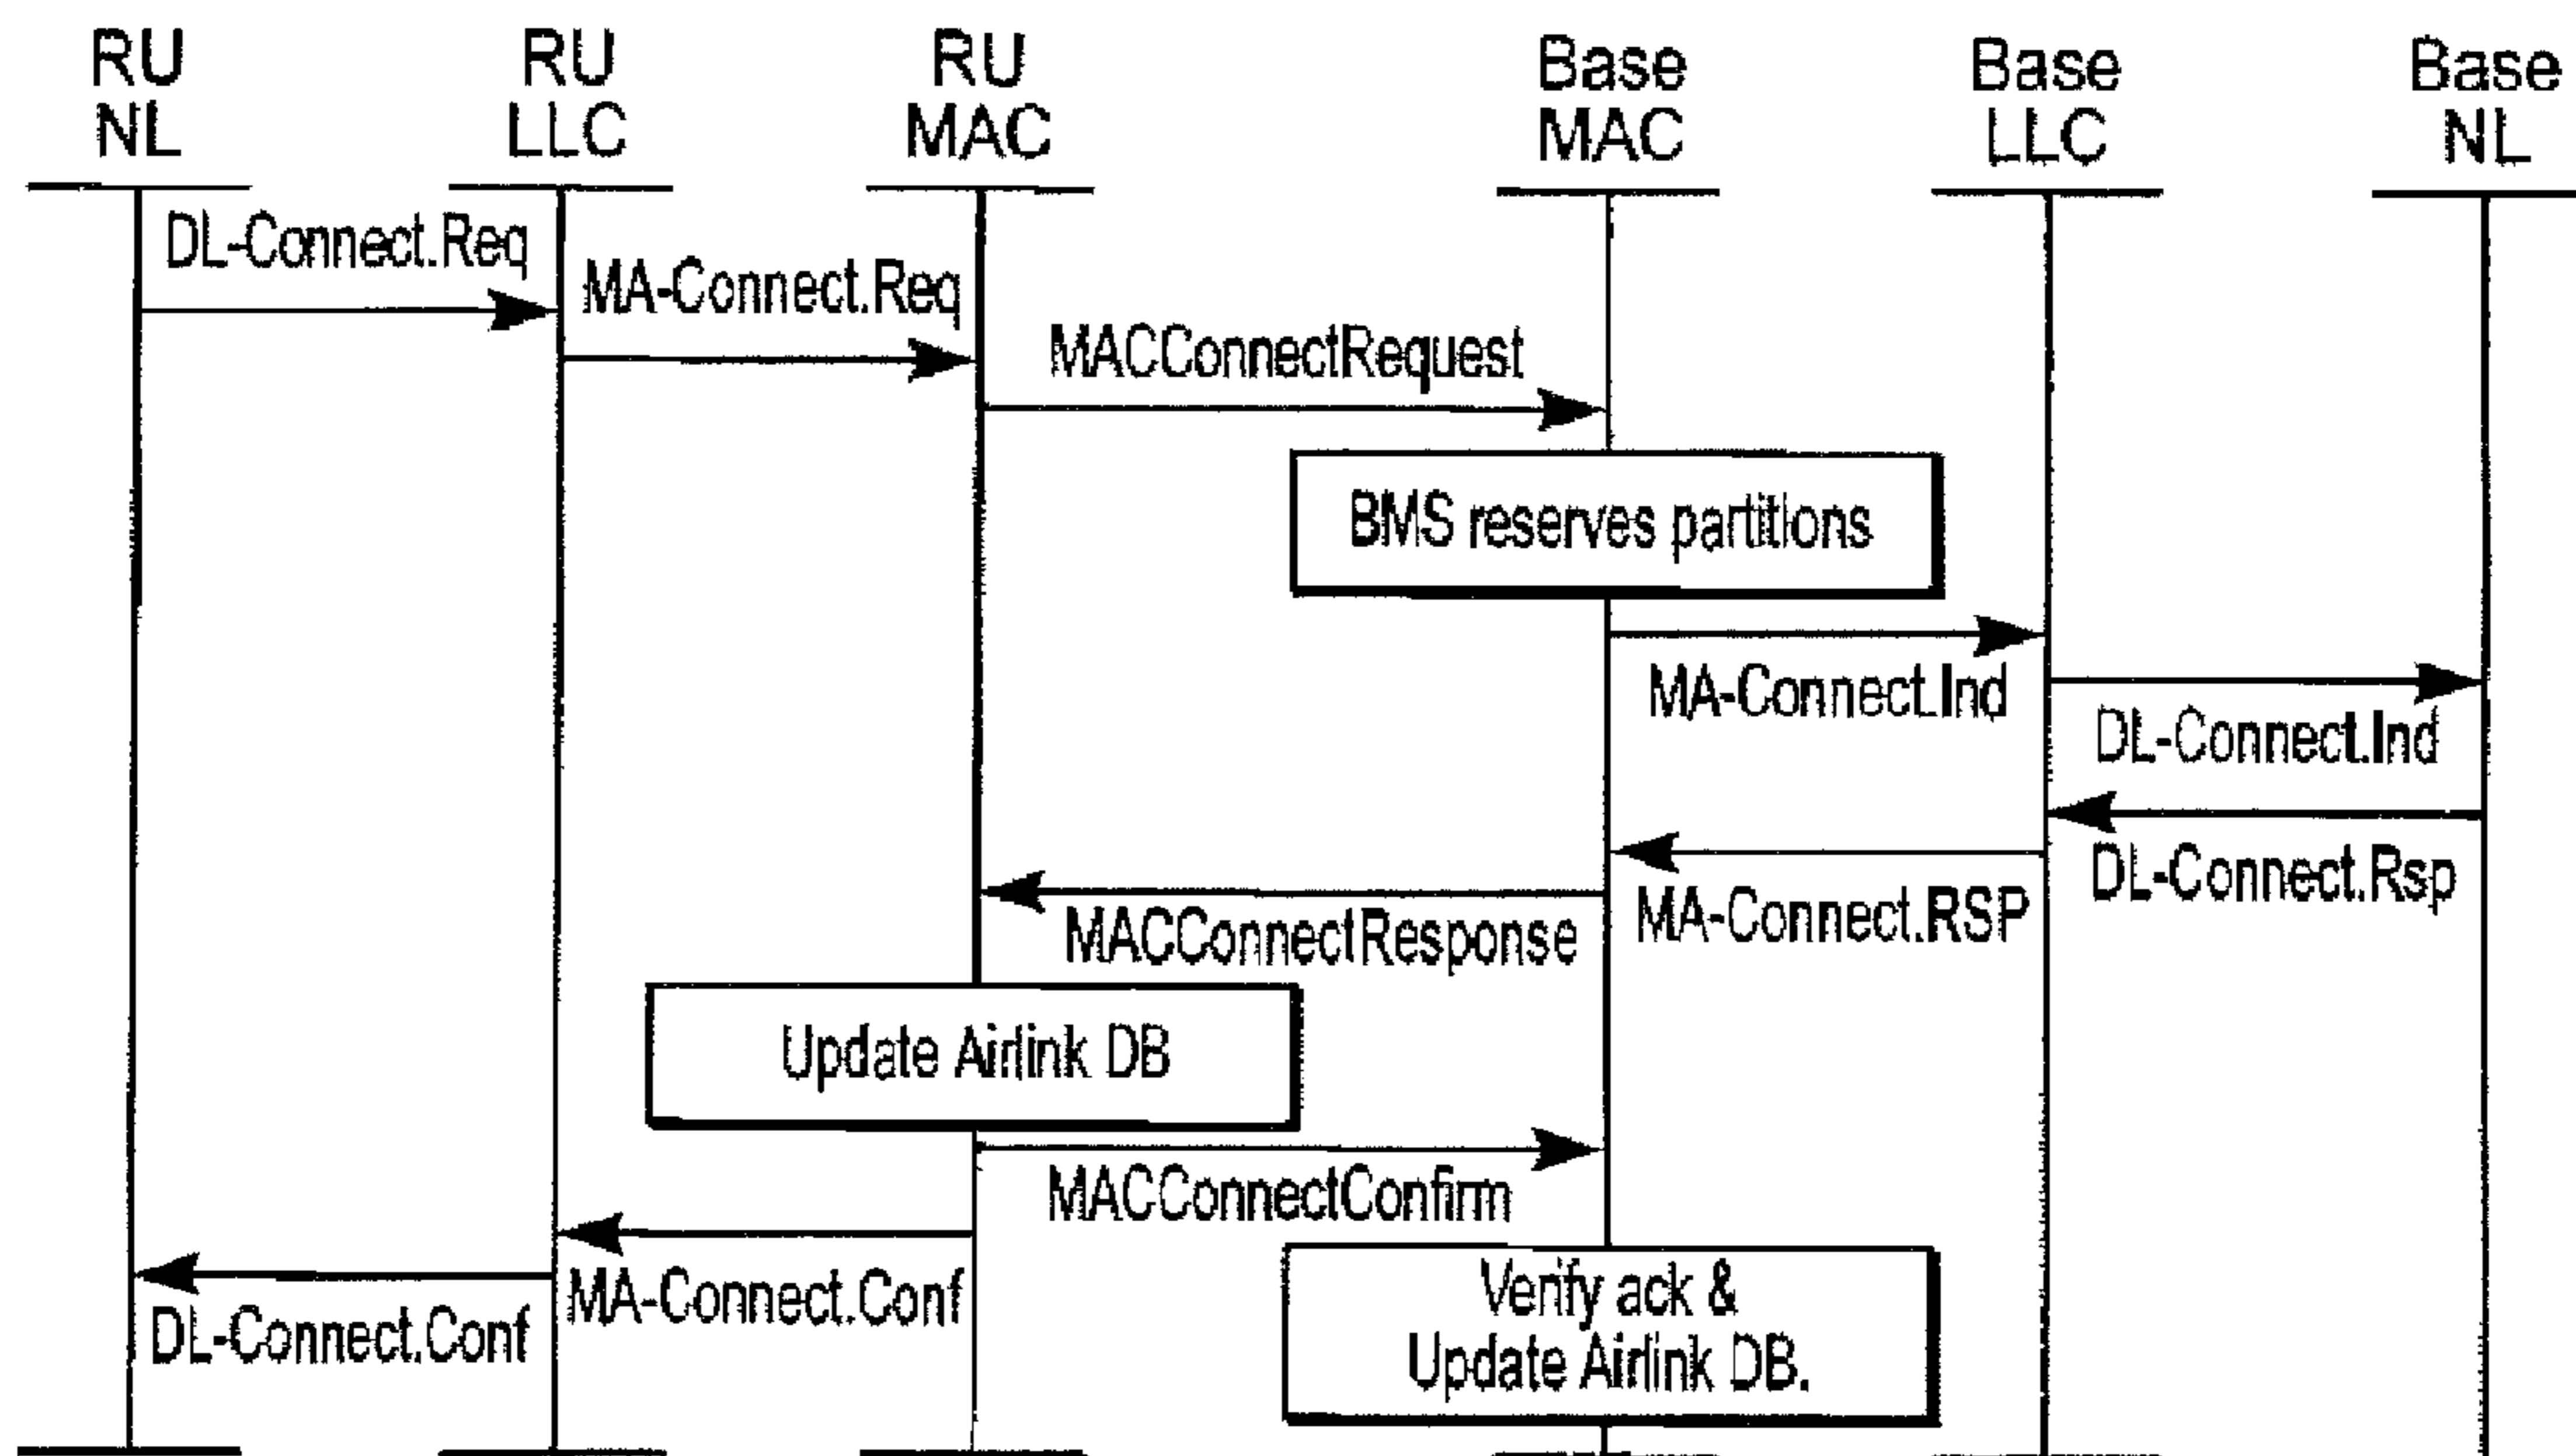 RU
NL
RU
LLC
RU
MAC
Base
MAC
Base
LLC
Base
NL
DL-Connect.Req
MA-Connect.Req
MACConnectRequest
BMS reserves partitions
MA-Connect.Ind
DL-Connect.Ind
DL-Connect.Rsp
MA-Connect.RSP
MACConnectResponse
Update Airlink DB
MACConnectConfirm
MA-Connect.Conf
DL-Connect.Conf
Verify ack &
Update Airlink DB.